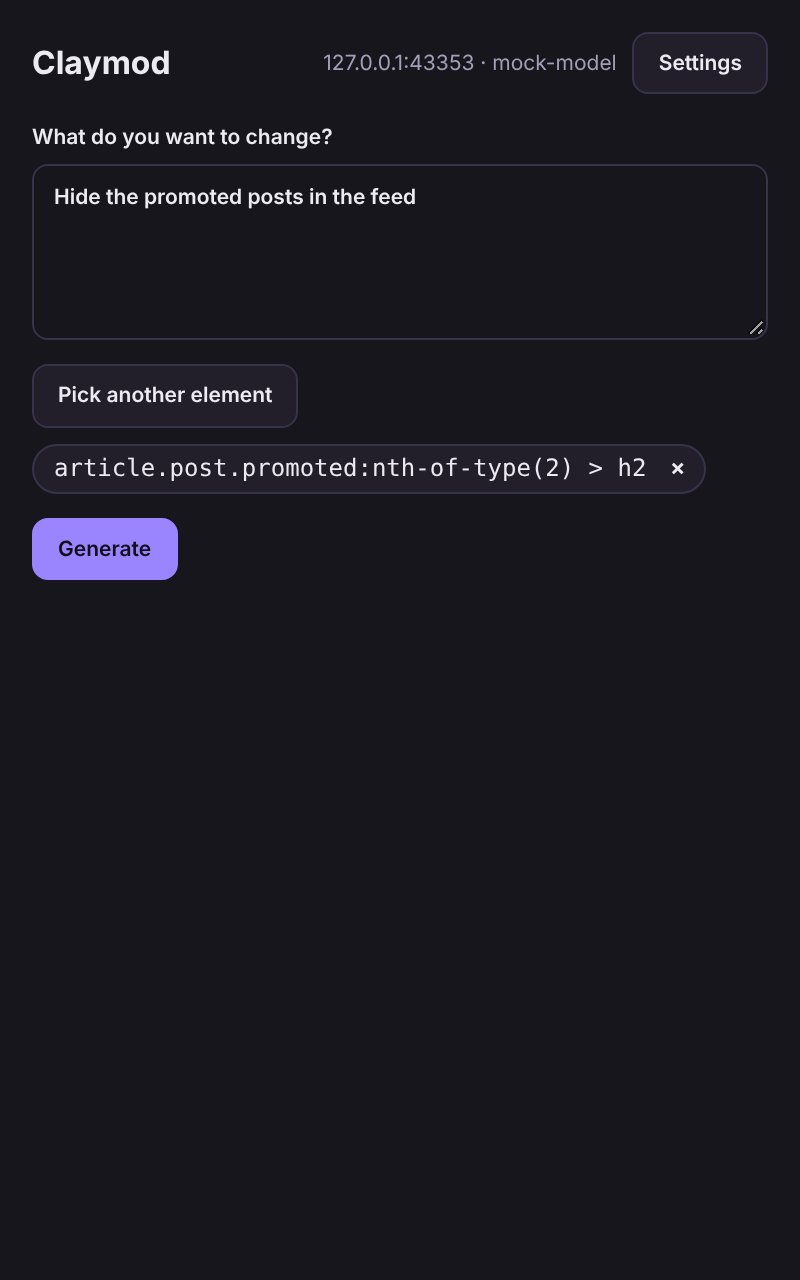 Claymod
127.0.0.1:43353 · mock-model
Settings
What do you want to change?
Hide the promoted posts in the feed
Pick another element
article.post.promoted:nth-of-type(2) > h2 ×
Generate